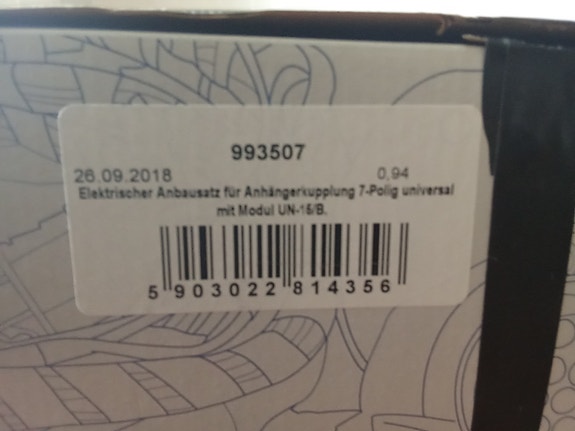 993507
26.09.2018 0,94
Elektrischer Anbausatz für Anhängerkupplung 7-Polig universal
mit Modul UN-15/B.
5 903022 814356